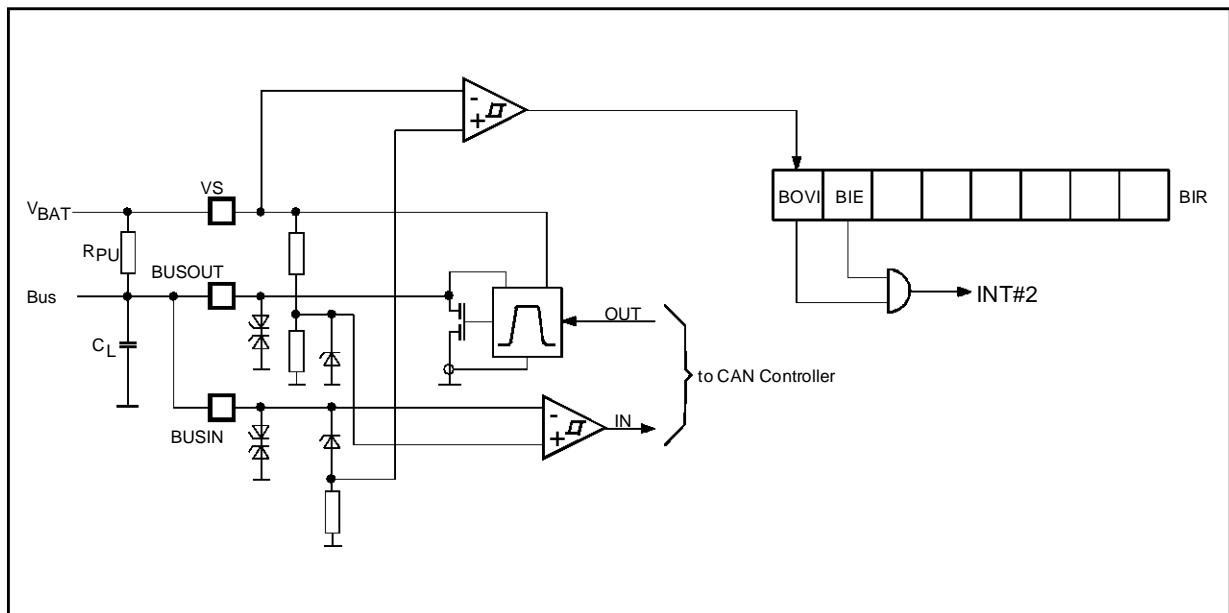 -
+
VS
VBAT
BOVI
BIE
BIR
RPU
BUSOUT
Bus
INT#2
OUT
CL
to CAN Controller
-
+
IN
BUSIN